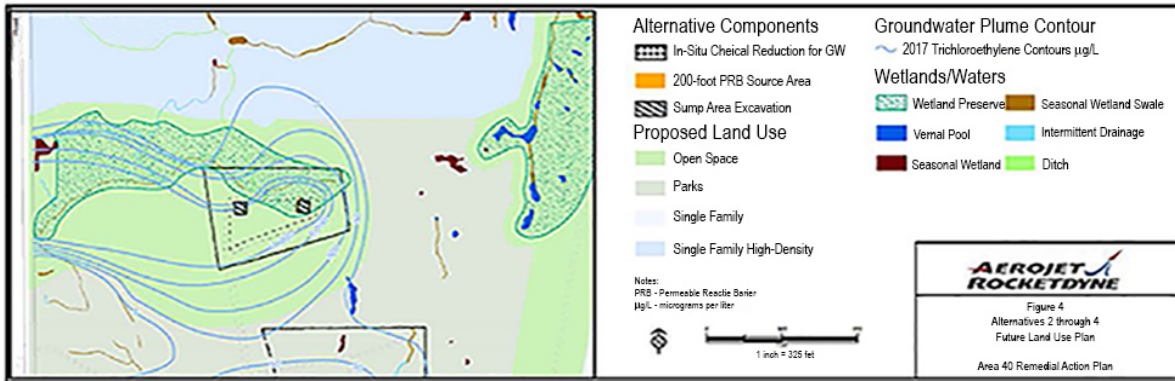 Alternative Components
In-Situ Cheical Reduction for GW
200-foot PRB Source Area
Sump Area Excavation
Proposed Land Use
Open Space
Parks
Single Family
Single Family High-Density
Notes:
PRB - Permeable Reactie Barier
µg/L - micrograms per liter
1 inch = 325 fet
Groundwater Plume Contour
2017 Trichloroethylene Contours µg/L
Wetlands/Waters
Wetland Preserve
Seasonal Wetland Swale
Vernal Pool
Intermittent Drainage
Seasonal Wetland
Ditch
AEROJET
ROCKETDYNE
Figure 4
Alternatives 2 through 4
Future Land Use Plan
Area 40 Remedial Action Plan